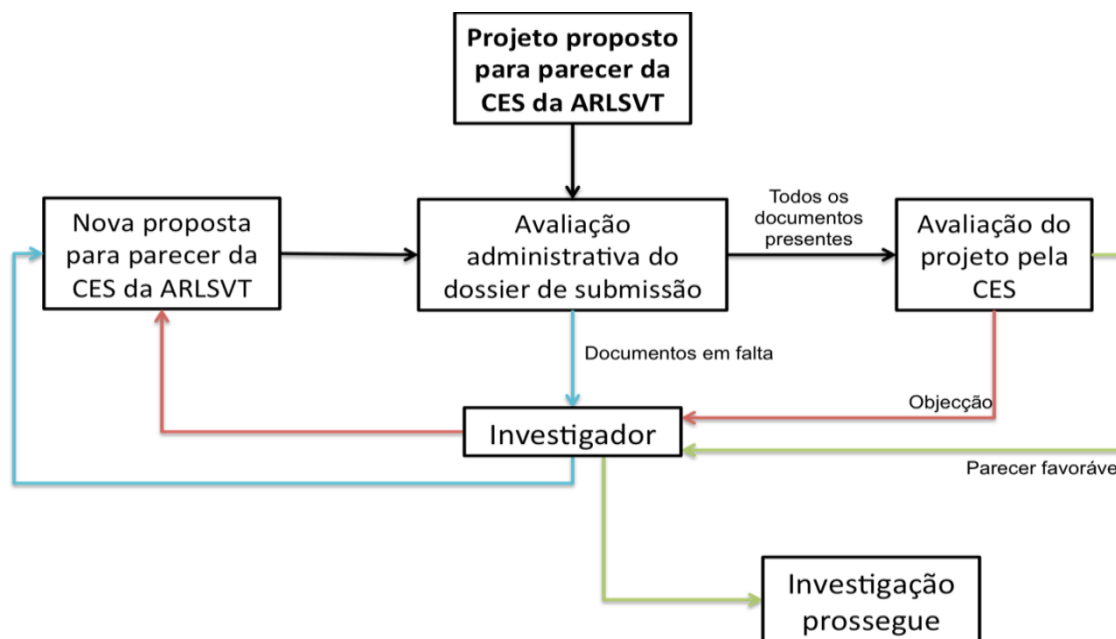 Projeto proposto
para parecer da
CES da ARLSVT
Nova proposta
para parecer da
CES da ARLSVT
Avaliação
administrativa do
dossier de submissão
Todos os
documentos
presentes
Avaliação do
projeto pela
CES
Documentos em falta
Objecção
Investigador
Parecer favoráve
Investigação
prossegue